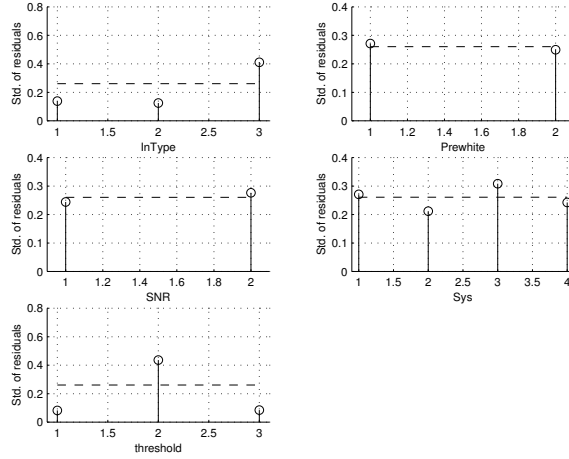 0.8
0.6
0.4
0.2
0
Std. of residuals
1 1.5 2 2.5 3
InType
0.4
0.3
0.2
0.1
0
Std. of residuals
1 1.2 1.4 1.6 1.8 2
Prewhite
0.4
0.3
0.2
0.1
0
Std. of residuals
1 1.2 1.4 1.6 1.8 2
SNR
0.4
0.3
0.2
0.1
0
Std. of residuals
1 1.5 2 2.5 3 3.5 4
Sys
0.8
0.6
0.4
0.2
0
Std. of residuals
1 1.5 2 2.5 3
threshold